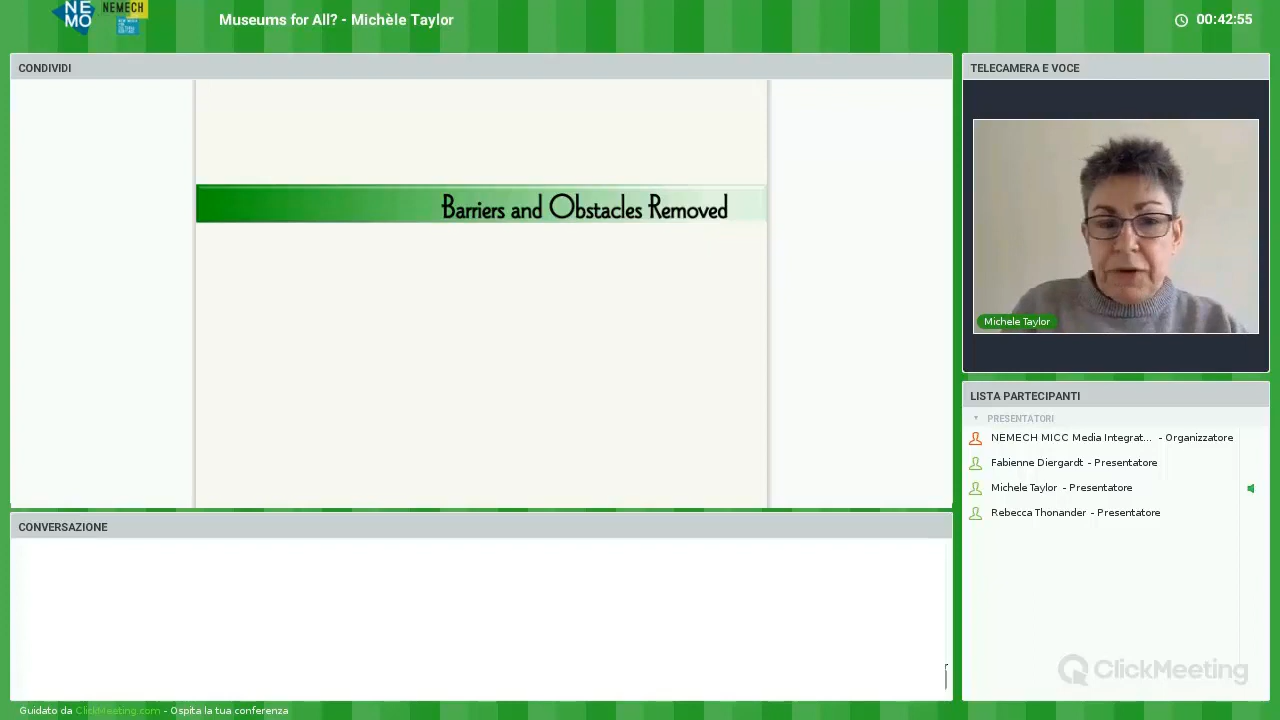 NE
MO
NEMECH
Museums for All? - Michèle Taylor
00:42:55
CONDIVIDI
Barriers and Obstacles Removed
TELECAMERA E VOCE
Michele Taylor
LISTA PARTECIPANTI
PRESENTATORI
NEMECH MICC Media Integrat... - Organizzatore
Fabienne Diergardt - Presentatore
Michele Taylor - Presentatore
Rebecca Thonander - Presentatore
CONVERSAZIONE
ClickMeeting
Guidato da ClickMeeting.com - Ospita la tua conferenza